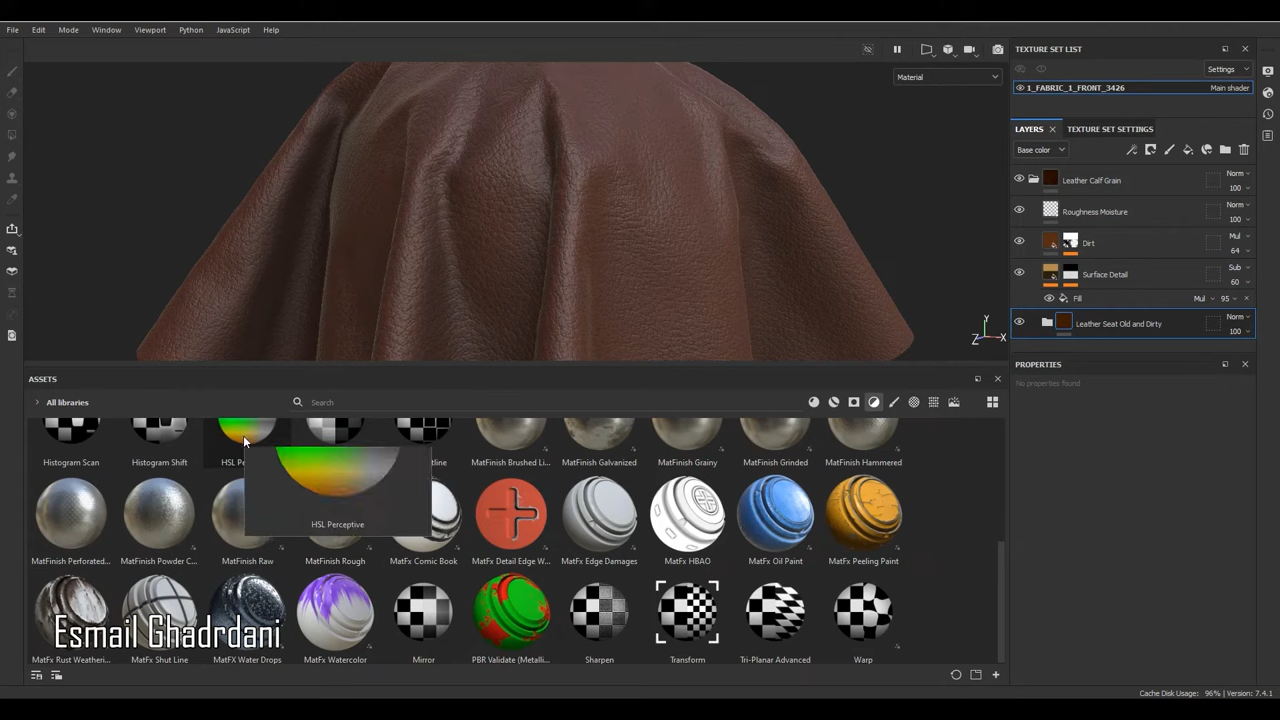 File Edit Mode Window Viewport Python JavaScript Help
Material
TEXTURE SET LIST
Settings
1_FABRIC_1_FRONT_3426 Main shader
LAYERS TEXTURE SET SETTINGS
Base color
Leather Calf Grain Norm 100
Roughness Moisture Norm 100
Dirt Mul 64
Surface Detail Sub 60
Fill Mul 95
Leather Seat Old and Dirty Norm 100
PROPERTIES
No properties found
Y
Z X
ASSETS
All libraries Search
Histogram Scan Histogram Shift HSL Pe MatFinish Brushed Li... MatFinish Galvanized MatFinish Grainy MatFinish Grinded MatFinish Hammered
HSL Perceptive
MatFinish Perforated... MatFinish Powder C... MatFinish Raw MatFinish Rough MatFx Comic Book MatFx Detail Edge W... MatFx Edge Damages MatFx HBAO MatFx Oil Paint MatFx Peeling Paint
Esmail Ghadrdani
MatFx Rust Weatheri... MatFx Shut Line MatFX Water Drops MatFx Watercolor Mirror PBR Validate (Metalli... Sharpen Transform Tri-Planar Advanced Warp
Cache Disk Usage: 96% | Version: 7.4.1